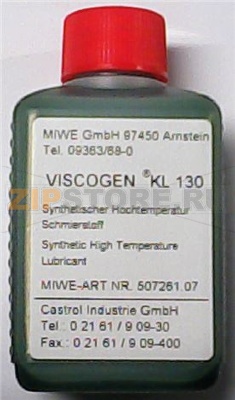 MIWE GmbH 97450 Arnstein
Tel. 09363/68-0
VISCOGEN ®KL 130
Synthetischer Hochtemperatur
Schmierstoff
Synthetic High Temperature
Lubricant
MIWE-ART NR. 507261.07
Castrol Industrie GmbH
Tel.: 0 21 61 / 9 09-30
Fax.: 0 21 61 / 9 09-400
ZIPSTORE.RU